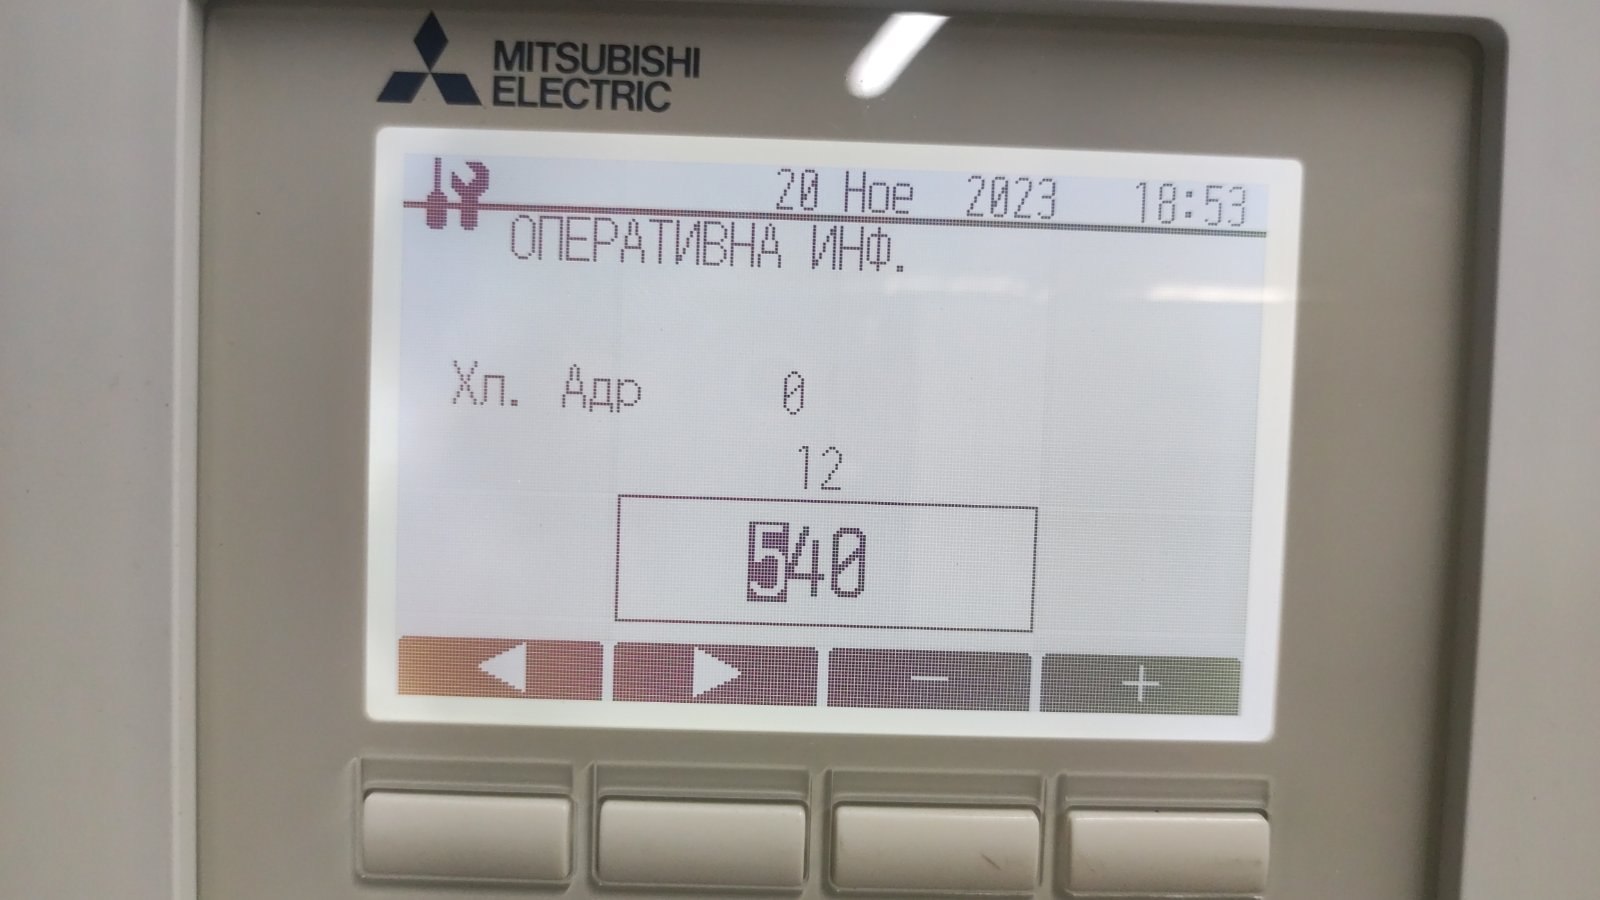 MITSUBISHI
ELECTRIC
20 Ное 2023 18:53
ОПЕРАТИВНА ИНФ.
Хл. Адр 0
12
540
− +